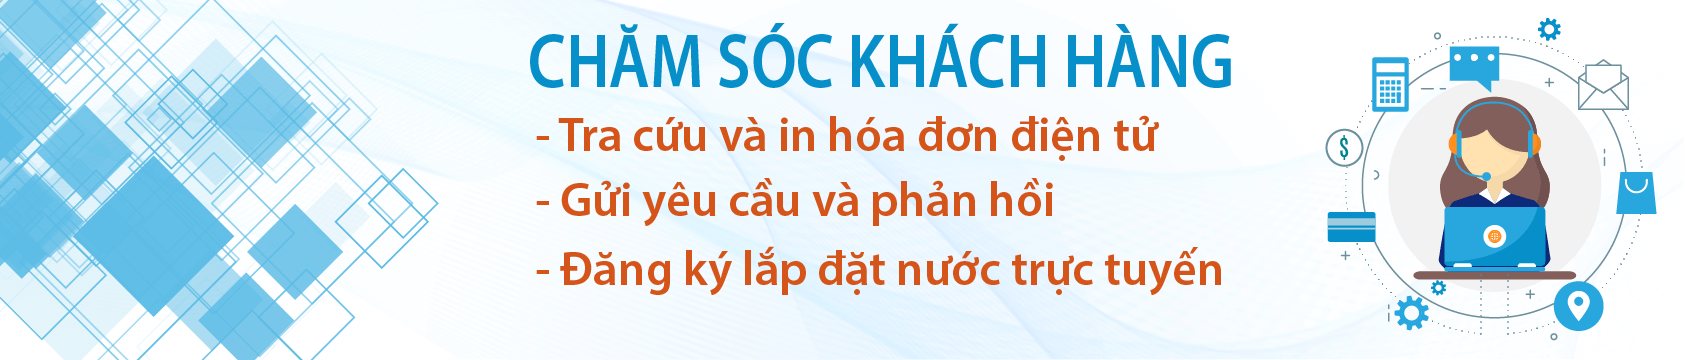 CHĂM SÓC KHÁCH HÀNG
- Tra cứu và in hóa đơn điện tử
- Gửi yêu cầu và phản hồi
- Đăng ký lắp đặt nước trực tuyến
$